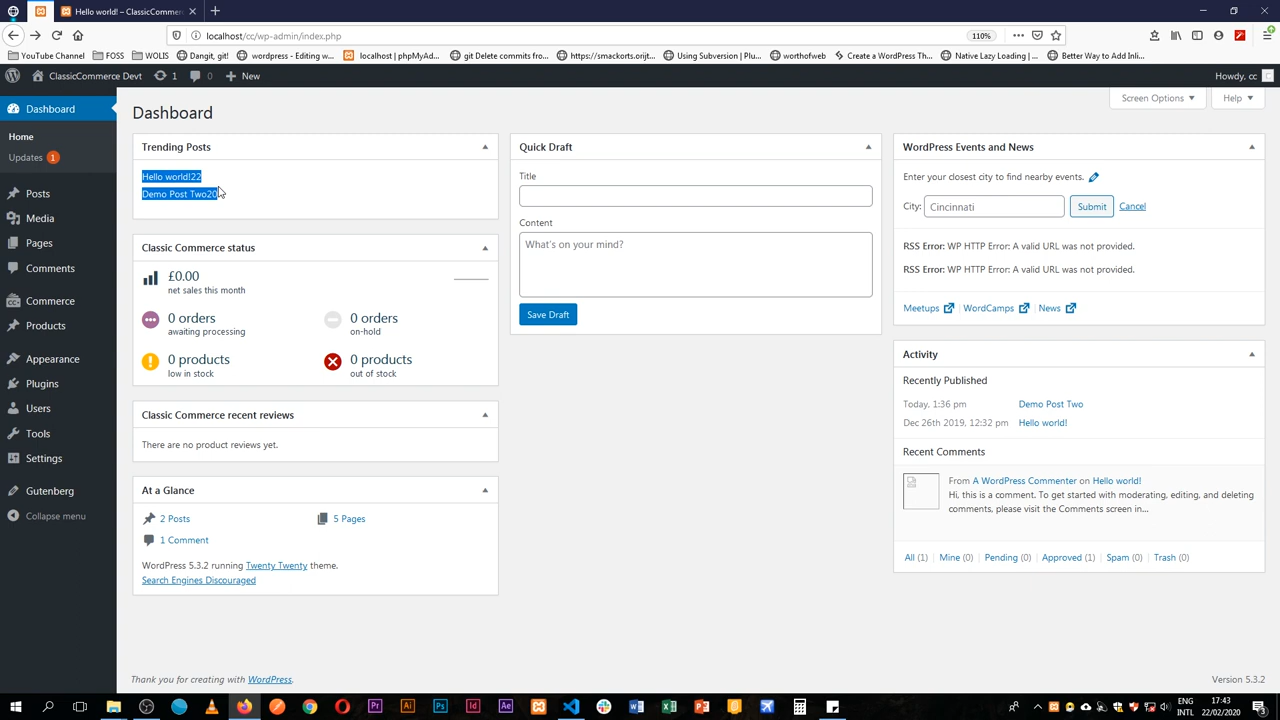 Hello world! – ClassicCommerc
localhost/cc/wp-admin/index.php
110%
YouTube Channel
FOSS
WOLIS
Dangit, git!
wordpress - Editing w...
localhost | phpMyAd...
git Delete commits fro...
https://smackorts.orijt...
Using Subversion | Plu...
worthofweb
Create a WordPress Th...
Native Lazy Loading | ...
Better Way to Add Inli...
ClassicCommerce Devt
1
0
New
Howdy, cc
Dashboard
Home
Updates 1
Posts
Media
Pages
Comments
Commerce
Products
Appearance
Plugins
Users
Tools
Settings
Gutenberg
Collapse menu
Screen Options
Help
Dashboard
Trending Posts
Hello world!22
Demo Post Two20
Classic Commerce status
£0.00
net sales this month
0 orders
awaiting processing
0 orders
on-hold
0 products
low in stock
0 products
out of stock
Classic Commerce recent reviews
There are no product reviews yet.
At a Glance
2 Posts
5 Pages
1 Comment
WordPress 5.3.2 running Twenty Twenty theme.
Search Engines Discouraged
Quick Draft
Title
Content
What's on your mind?
Save Draft
WordPress Events and News
Enter your closest city to find nearby events.
City: Cincinnati Submit Cancel
RSS Error: WP HTTP Error: A valid URL was not provided.
RSS Error: WP HTTP Error: A valid URL was not provided.
Meetups WordCamps News
Activity
Recently Published
Today, 1:36 pm Demo Post Two
Dec 26th 2019, 12:32 pm Hello world!
Recent Comments
From A WordPress Commenter on Hello world!
Hi, this is a comment. To get started with moderating, editing, and deleting
comments, please visit the Comments screen in...
All (1) | Mine (0) | Pending (0) | Approved (1) | Spam (0) | Trash (0)
Thank you for creating with WordPress.
Version 5.3.2
Pr
Ai
Ps
Id
Ae
ENG
INTL
17:43
22/02/2020